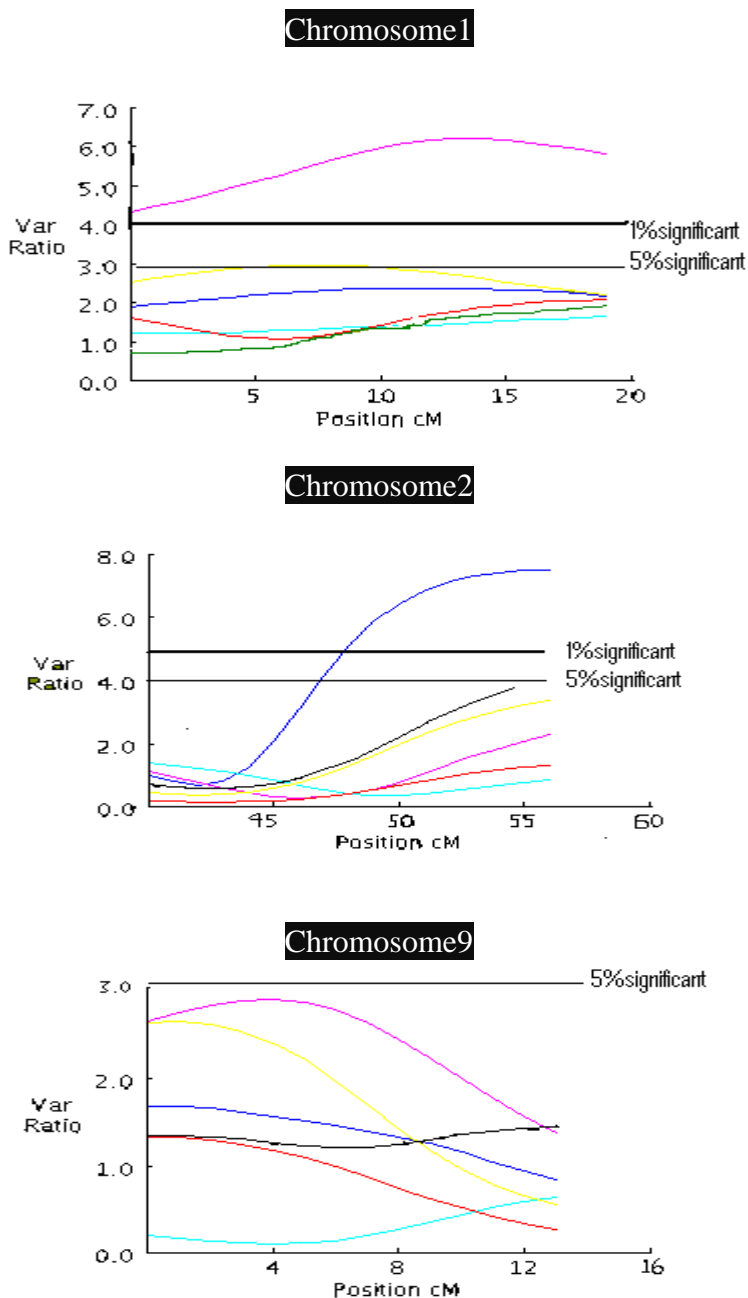 Chromosome1
7.0
6.0
5.0
4.0
3.0
2.0
1.0
0.0
Var
Ratio
1%significant
5%significant
5 10 15 20
Position cM
Chromosome2
8.0
6.0
4.0
2.0
0.0
Var
Ratio
1%significant
5%significant
45 50 55 60
Position cM
Chromosome9
3.0
2.0
1.0
0.0
Var
Ratio
5%significant
4 8 12 16
Position cM